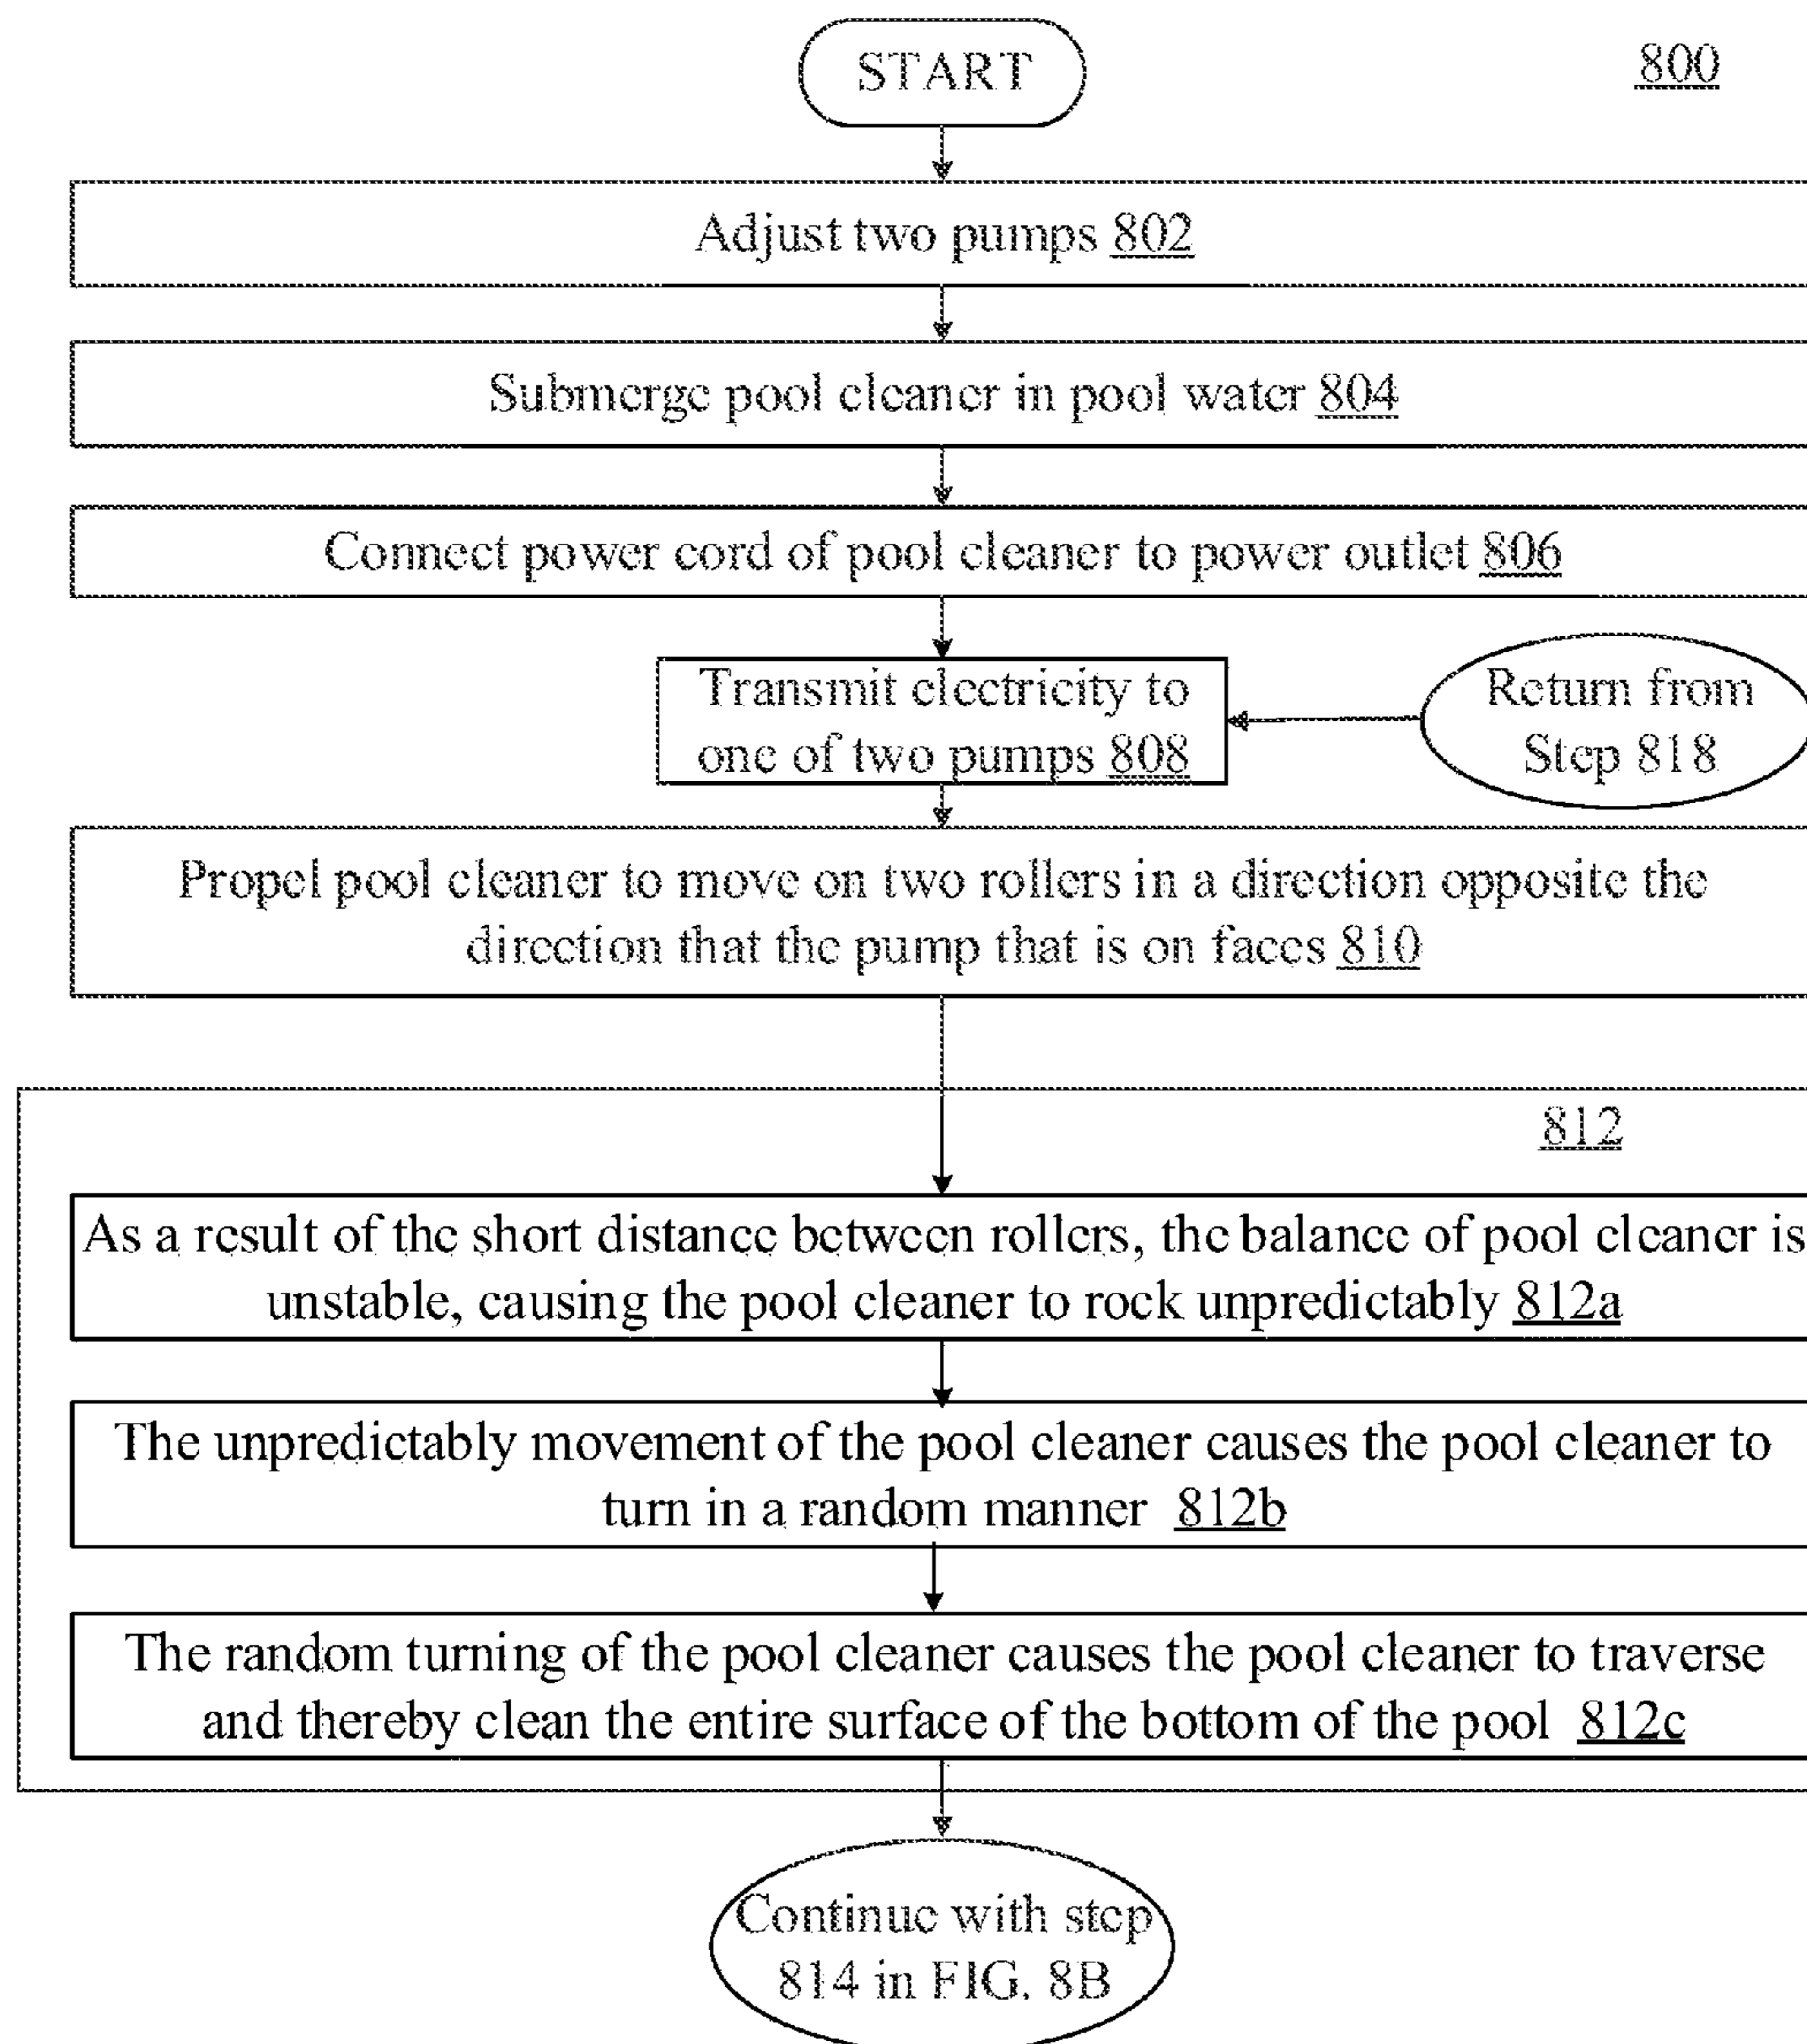 START
800
Adjust two pumps 802
Submerge pool cleaner in pool water 804
Connect power cord of pool cleaner to power outlet 806
Transmit electricity to
one of two pumps 808
Return from
Step 818
Propel pool cleaner to move on two rollers in a direction opposite the
direction that the pump that is on faces 810
812
As a result of the short distance between rollers, the balance of pool cleaner is
unstable, causing the pool cleaner to rock unpredictably 812a
The unpredictably movement of the pool cleaner causes the pool cleaner to
turn in a random manner 812b
The random turning of the pool cleaner causes the pool cleaner to traverse
and thereby clean the entire surface of the bottom of the pool 812c
Continue with step
814 in FIG. 8B